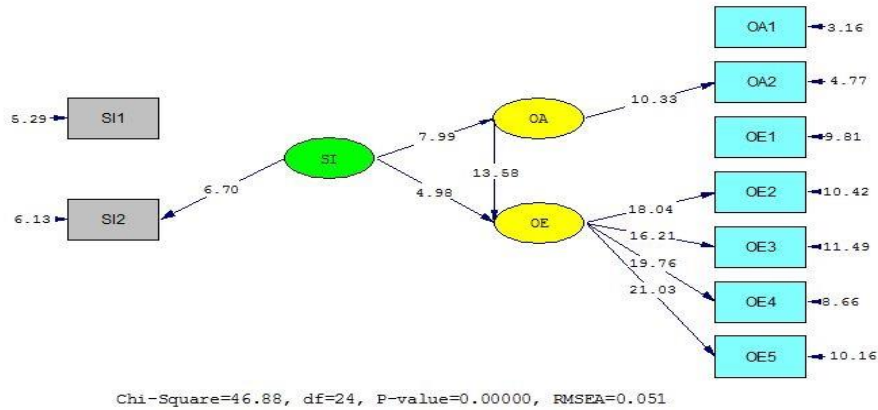 OA1
3.16
OA2
4.77
10.33
5.29
SI1
OA
7.99
OE1
9.81
SI
13.58
OE2
10.42
6.70
4.98
18.04
6.13
SI2
OE
16.21
OE3
11.49
19.76
21.03
OE4
8.66
OE5
10.16
Chi-Square=46.88, df=24, P-value=0.00000, RMSEA=0.051